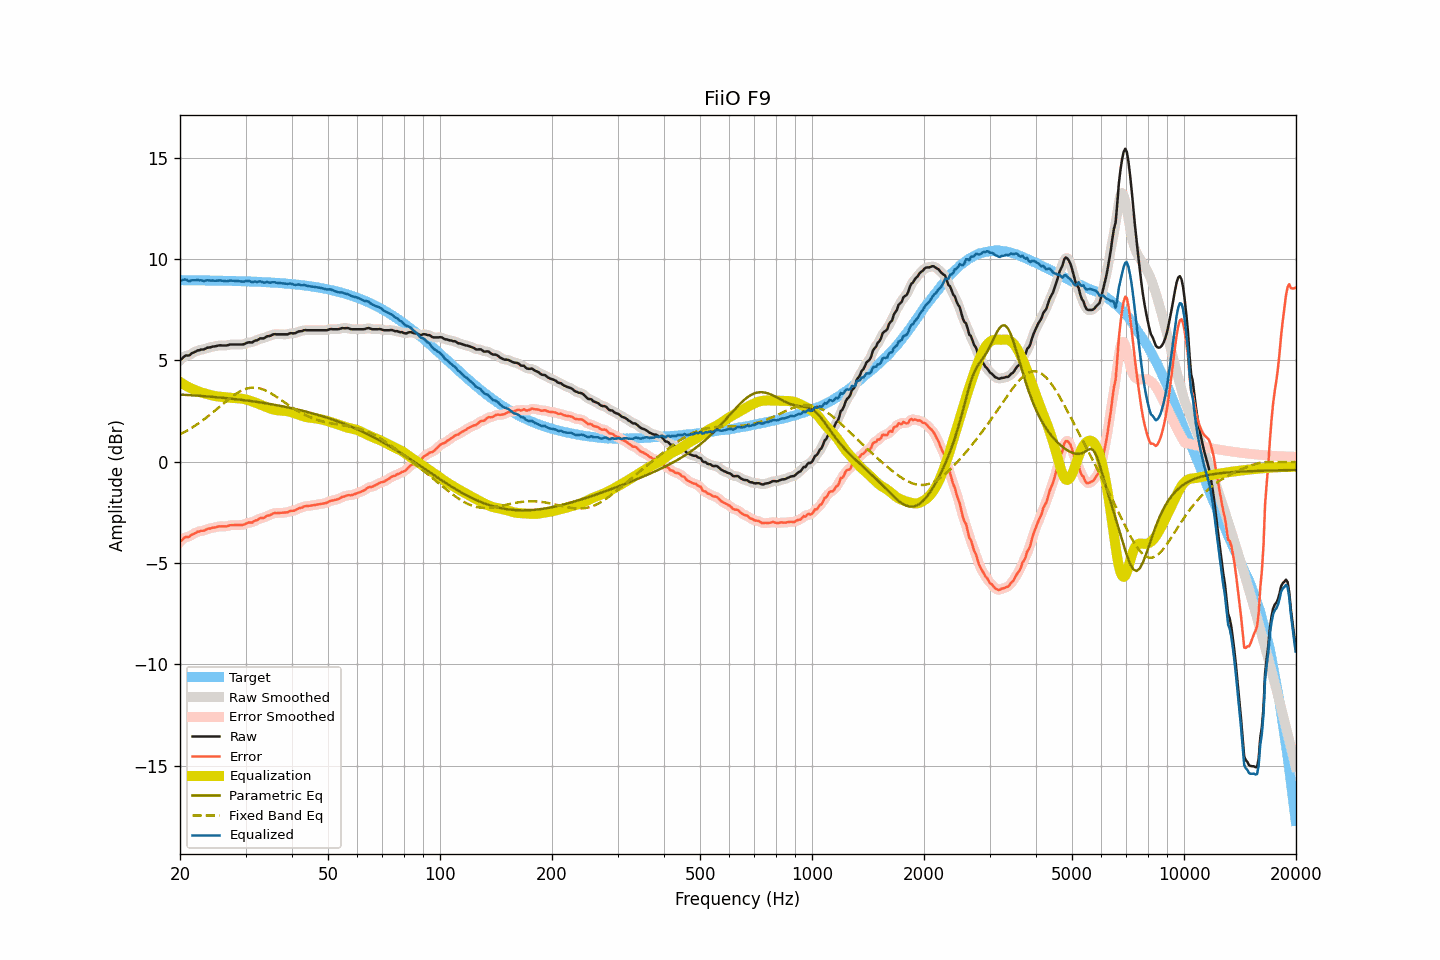 FiiO F9
Amplitude (dBr)
15
10
5
0
−5
−10
−15
Target
Raw Smoothed
Error Smoothed
Raw
Error
Equalization
Parametric Eq
Fixed Band Eq
Equalized
20 50 100 200 500 1000 2000 5000 10000 20000
Frequency (Hz)